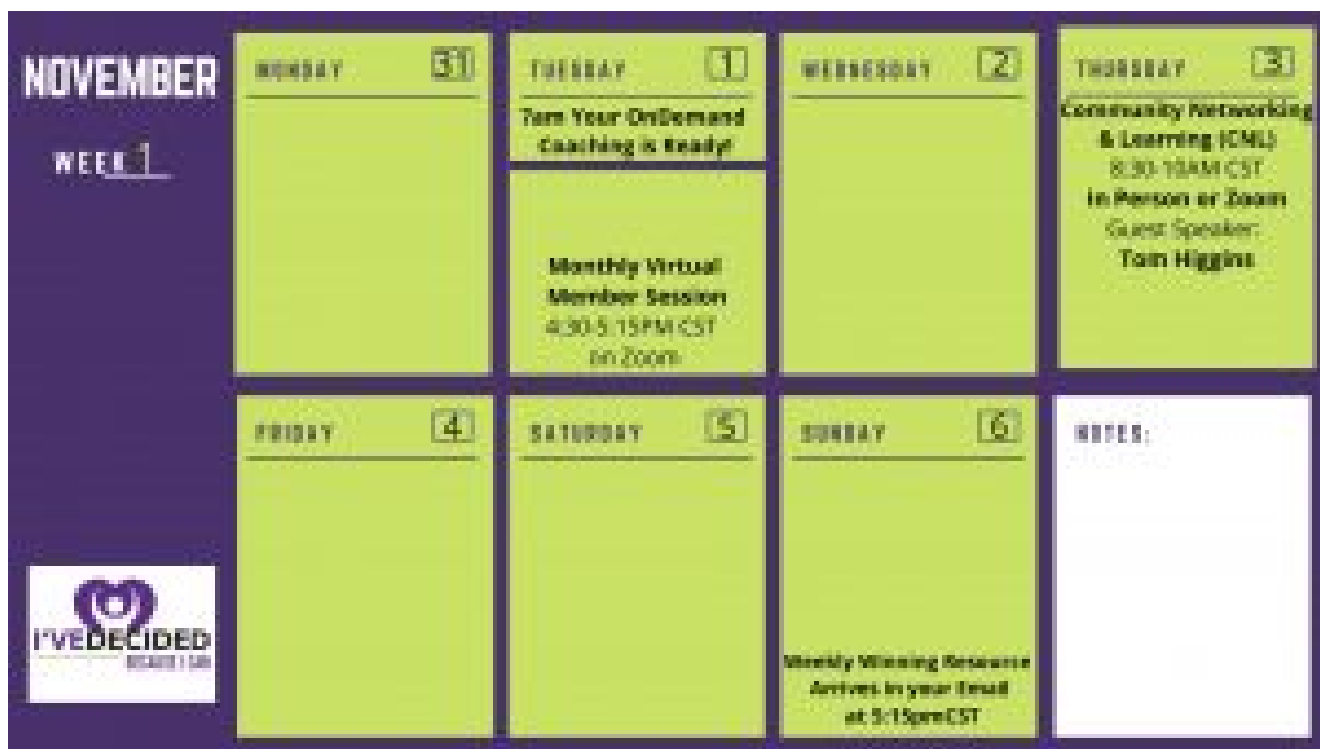 NOVEMBER
WEEK 1
MONDAY 31
TUESDAY 1
7am Your OnDemand
Coaching is Ready!
Monthly Virtual
Member Session
4:30-5:15PM CST
on Zoom
WEDNESDAY 2
THURSDAY 3
Community Networking
& Learning (CNL)
8:30-10AM CST
in Person or Zoom
Guest Speaker:
Tom Higgins
FRIDAY 4
SATURDAY 5
SUNDAY 6
Weekly Winning Resource
Arrives in your Email
at 5:15pmCST
NOTES:
I'VEDECIDED
BECAUSE I CAN